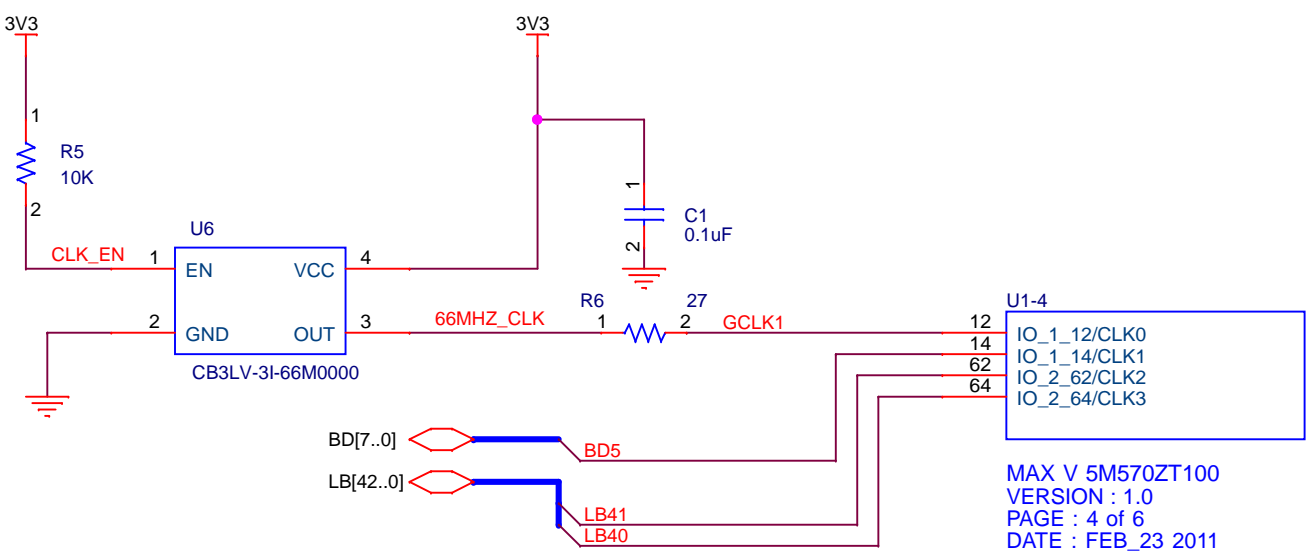 3V3
3V3
1
R5
10K
2
1
C1
0.1uF
2
U6
CLK_EN
1
EN
VCC
4
2
GND
OUT
3
CB3LV-3I-66M0000
66MHZ_CLK
R6
27
1
2
GCLK1
U1-4
12
IO_1_12/CLK0
14
IO_1_14/CLK1
62
IO_2_62/CLK2
64
IO_2_64/CLK3
BD[7..0]
BD5
LB[42..0]
LB41
LB40
MAX V 5M570ZT100
VERSION : 1.0
PAGE : 4 of 6
DATE : FEB_23 2011